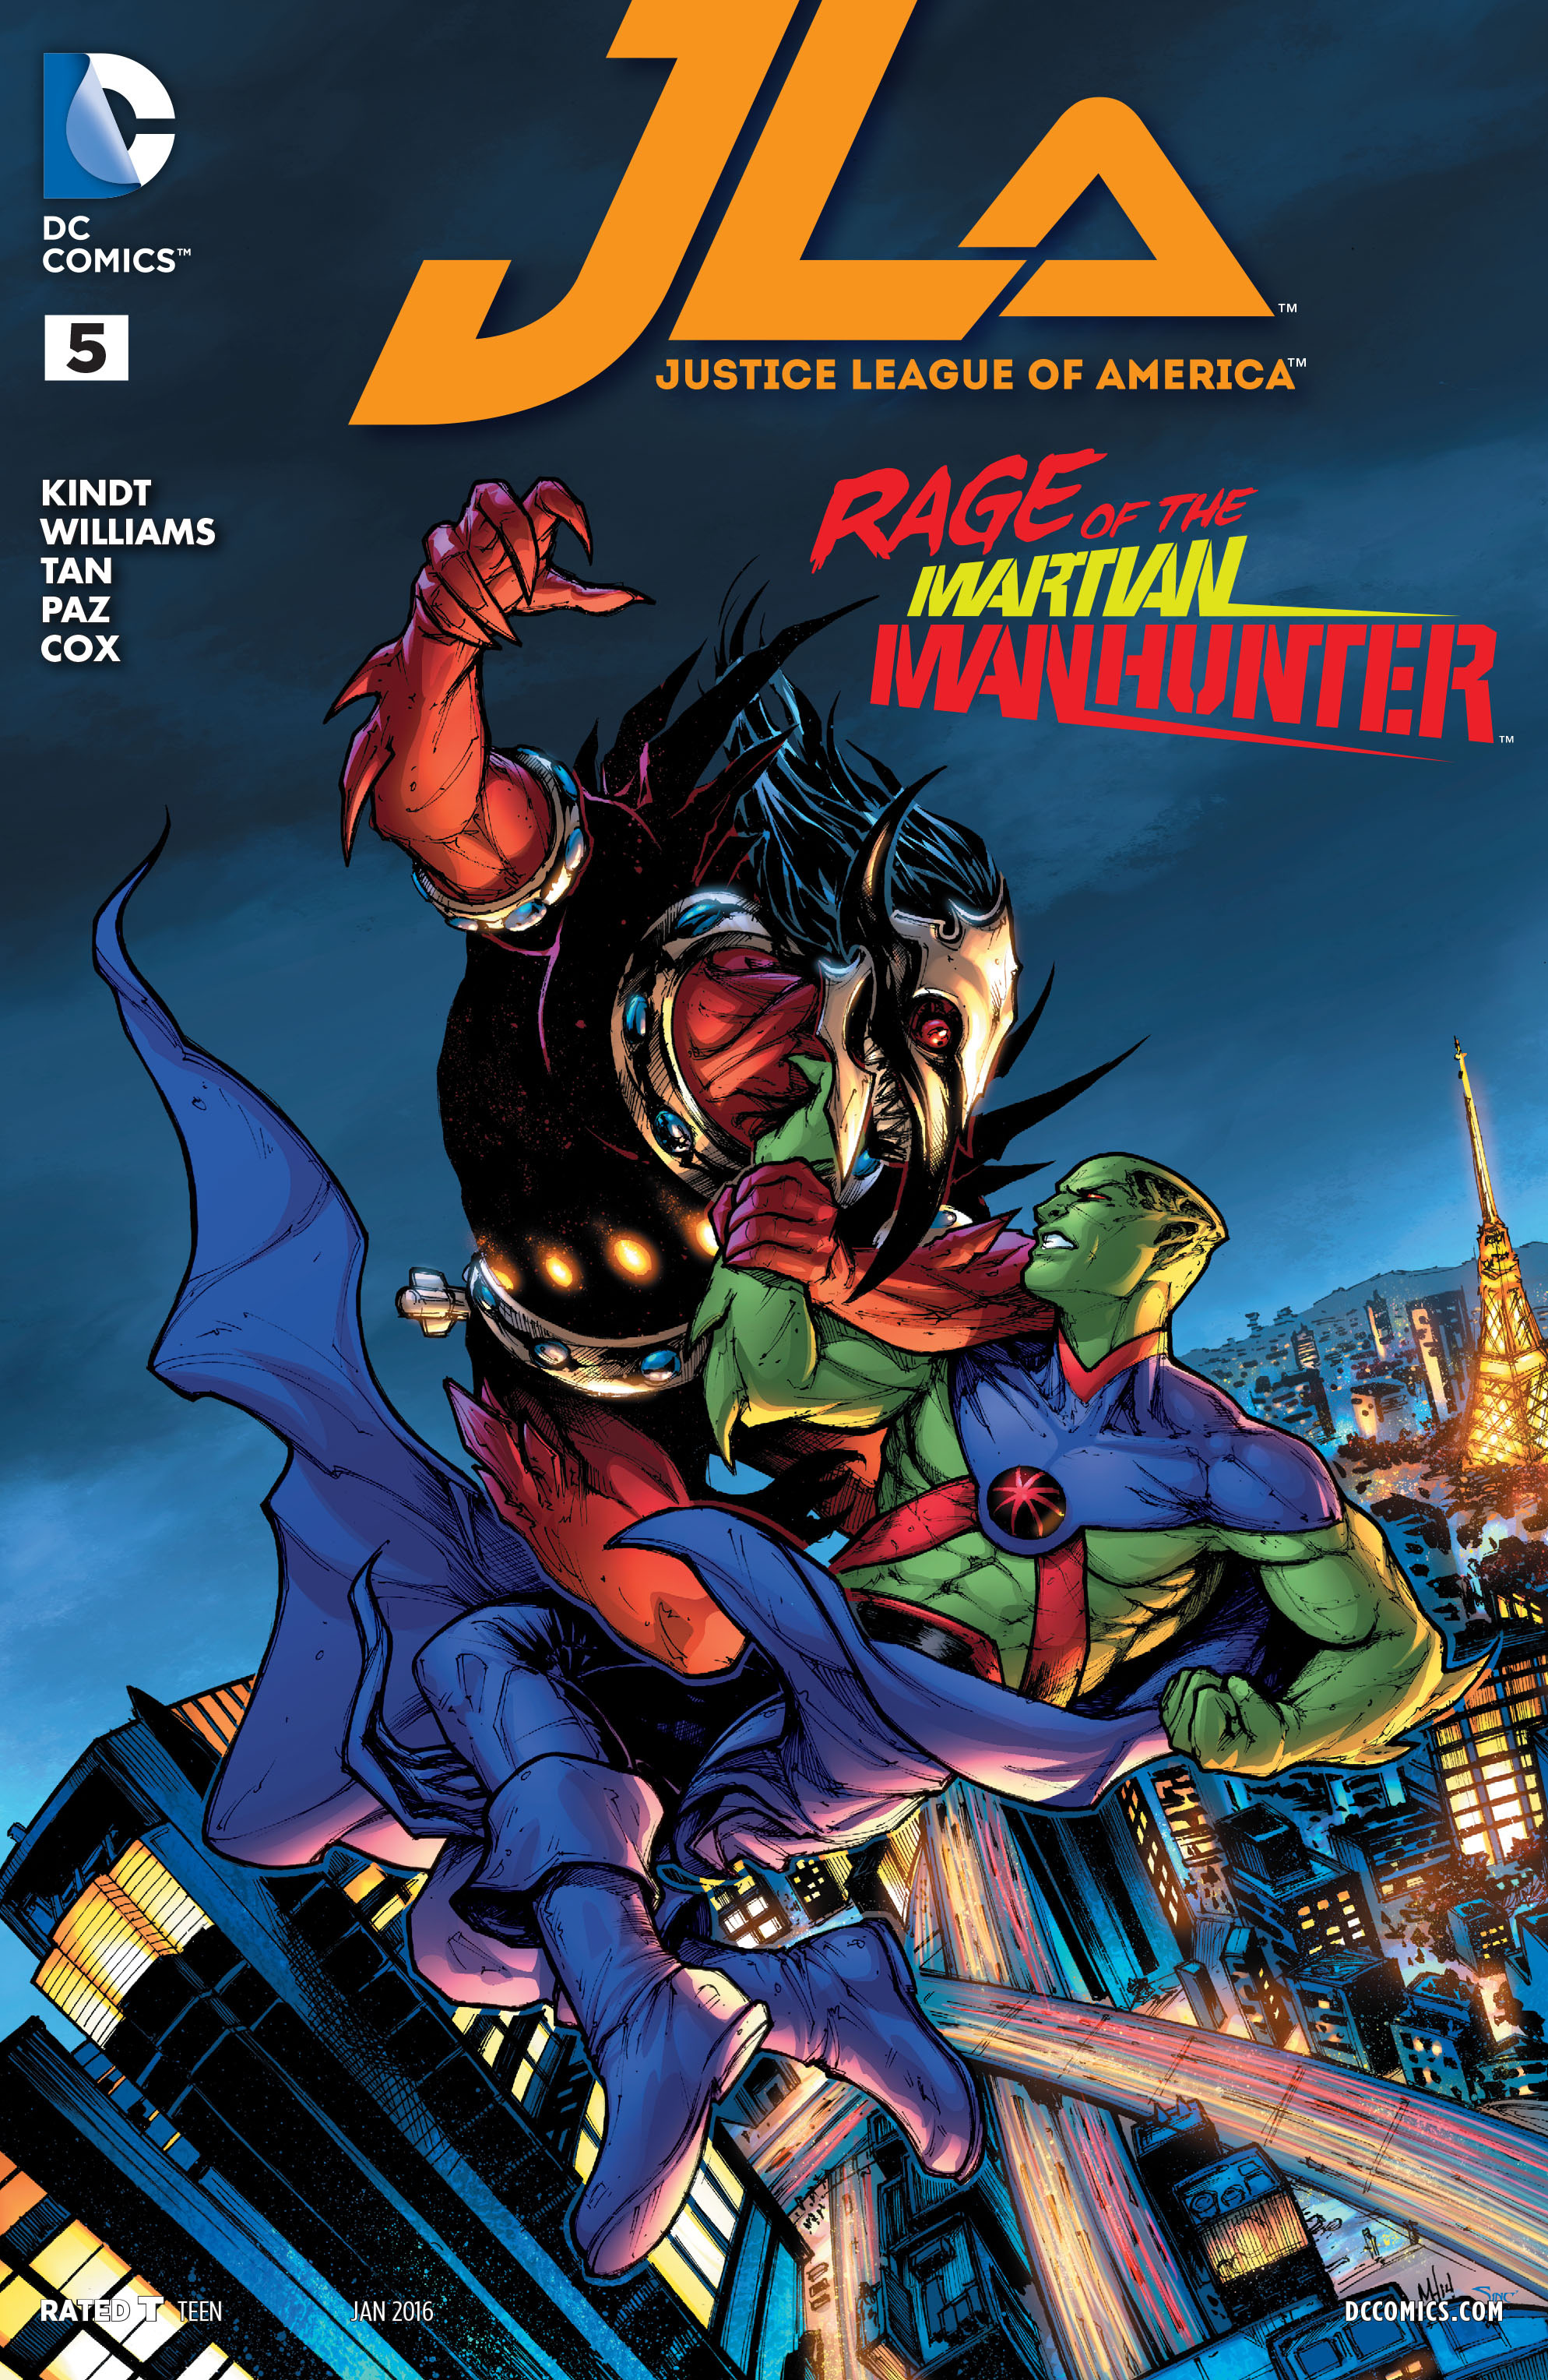 JLA™
JUSTICE LEAGUE OF AMERICA™
DC
COMICS™
5
KINDT
WILLIAMS
TAN
PAZ
COX
RAGE OF THE
MARTIAN
MANHUNTER™
RATED T TEEN
JAN 2016
DCCOMICS.COM